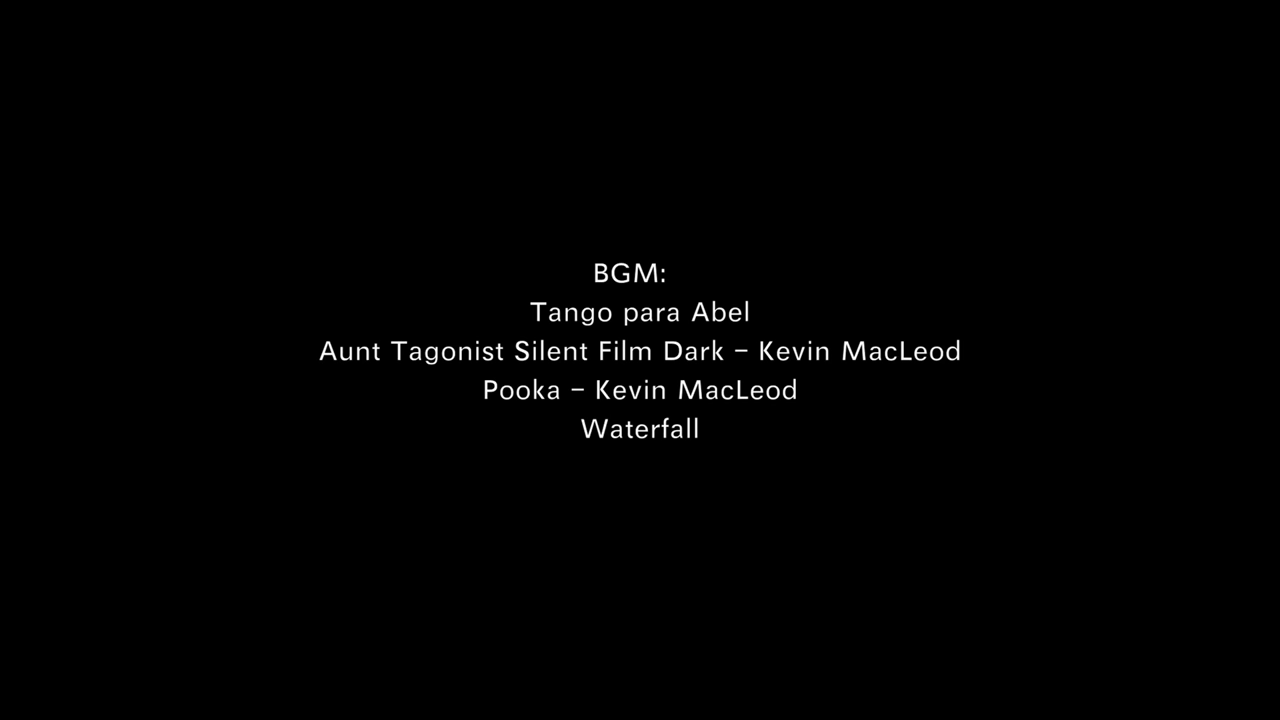 BGM:
Tango para Abel
Aunt Tagonist Silent Film Dark – Kevin MacLeod
Pooka – Kevin MacLeod
Waterfall